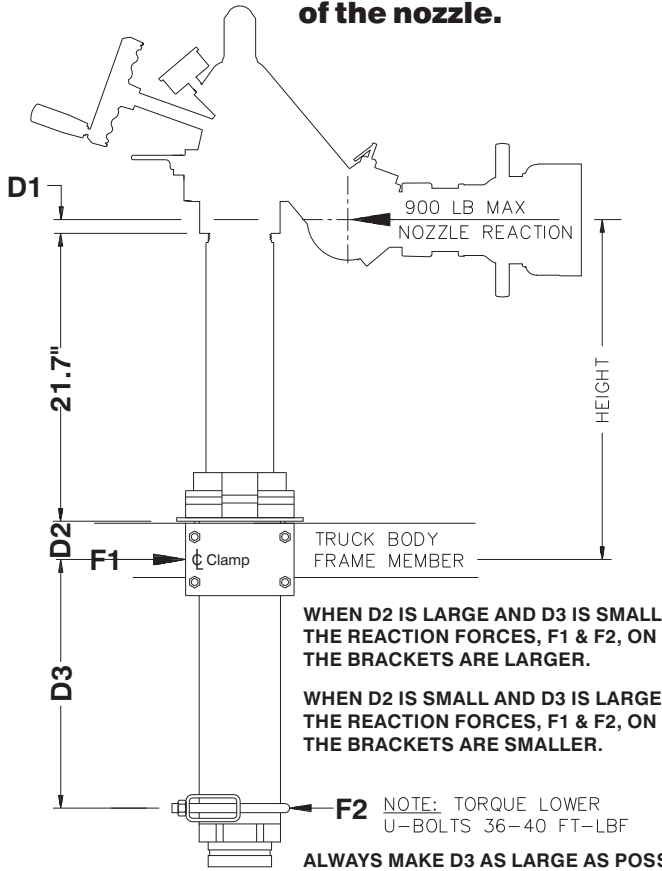 of the nozzle.
D1
900 LB MAX
NOZZLE REACTION
21.7"
HEIGHT
D2
F1
℄ Clamp
TRUCK BODY
FRAME MEMBER
WHEN D2 IS LARGE AND D3 IS SMALL
THE REACTION FORCES, F1 & F2, ON
THE BRACKETS ARE LARGER.
D3
WHEN D2 IS SMALL AND D3 IS LARGE
THE REACTION FORCES, F1 & F2, ON
THE BRACKETS ARE SMALLER.
F2
NOTE: TORQUE LOWER
U-BOLTS 36-40 FT-LBF
ALWAYS MAKE D3 AS LARGE AS POSS